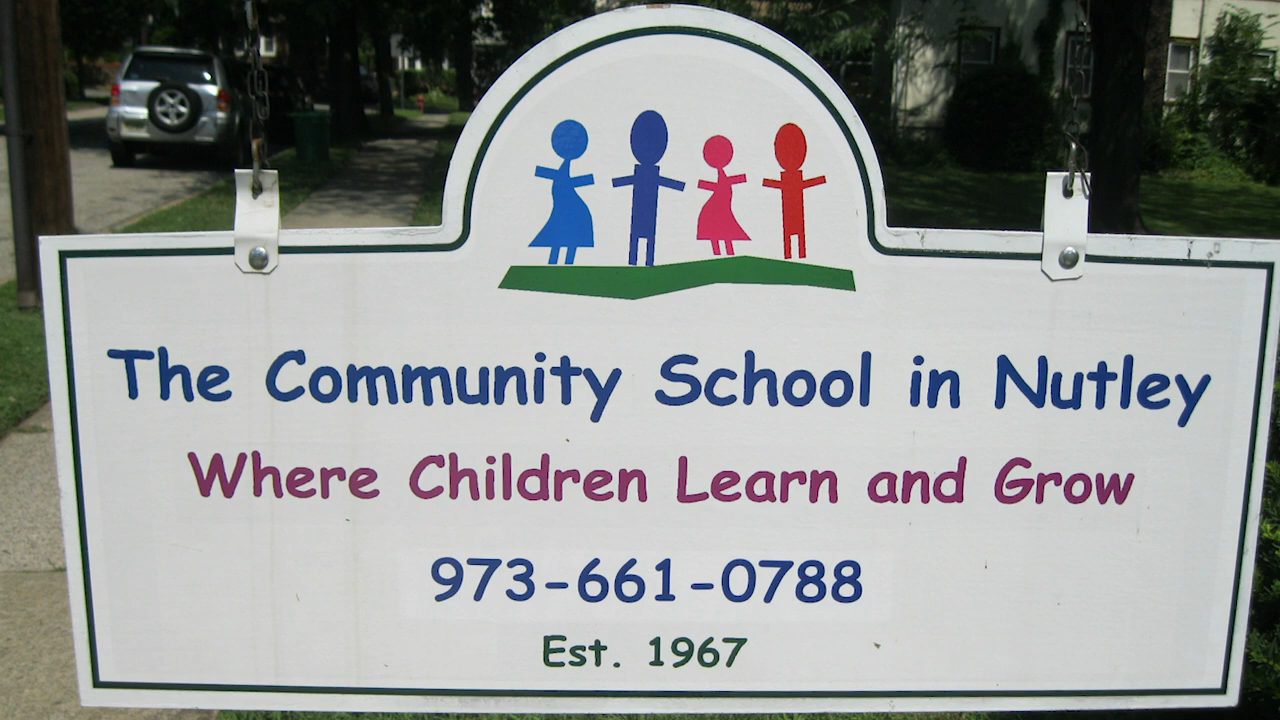 The Community School in Nutley
Where Children Learn and Grow
973-661-0788
Est. 1967